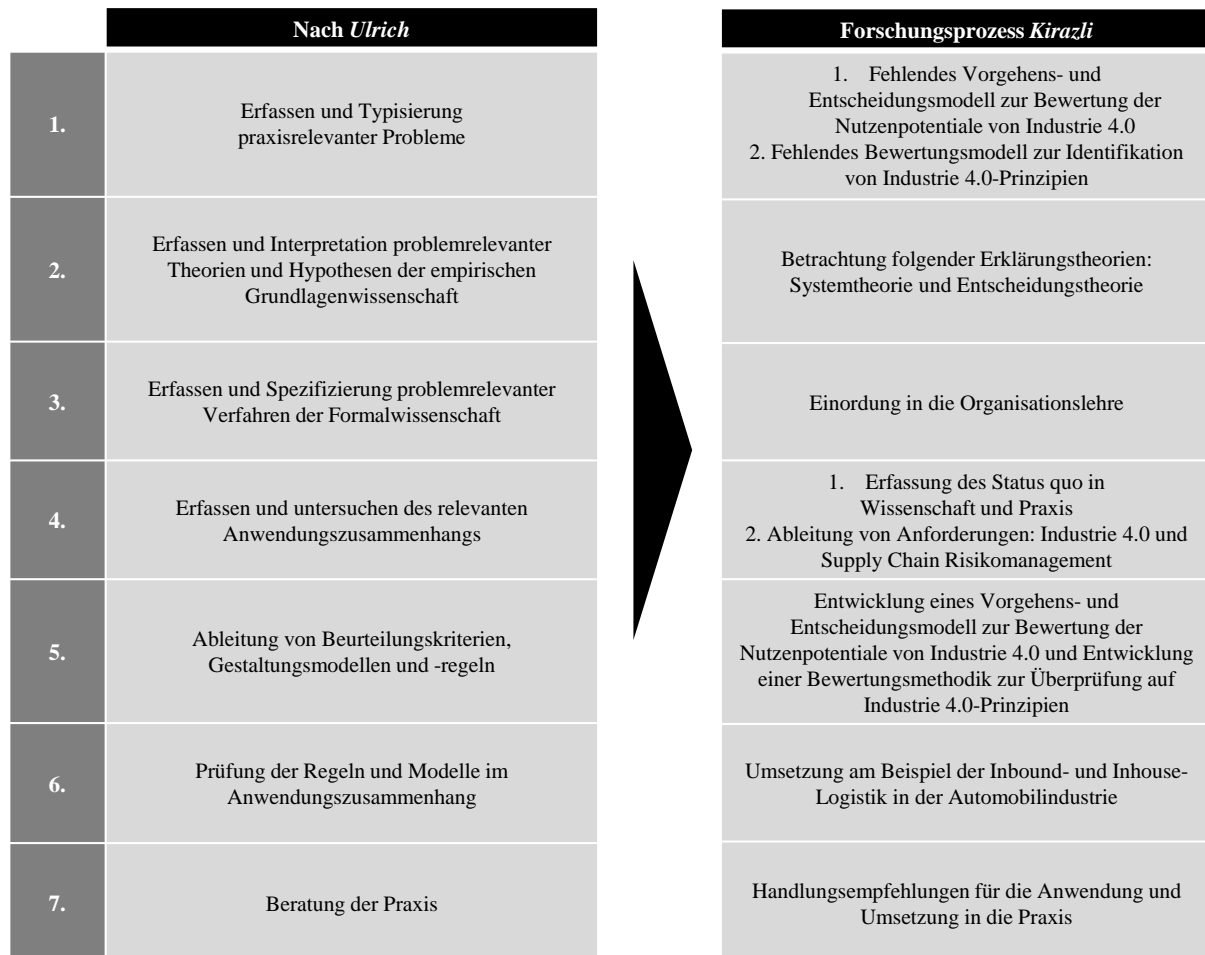 Nach Ulrich
Forschungsprozess Kirazli
1.
Erfassen und Typisierung
praxisrelevanter Probleme
1. Fehlendes Vorgehens- und
Entscheidungsmodell zur Bewertung der
Nutzenpotentiale von Industrie 4.0
2. Fehlendes Bewertungsmodell zur Identifikation
von Industrie 4.0-Prinzipien
2.
Erfassen und Interpretation problemrelevanter
Theorien und Hypothesen der empirischen
Grundlagenwissenschaft
Betrachtung folgender Erklärungstheorien:
Systemtheorie und Entscheidungstheorie
3.
Erfassen und Spezifizierung problemrelevanter
Verfahren der Formalwissenschaft
Einordung in die Organisationslehre
4.
Erfassen und untersuchen des relevanten
Anwendungszusammenhangs
1. Erfassung des Status quo in
Wissenschaft und Praxis
2. Ableitung von Anforderungen: Industrie 4.0 und
Supply Chain Risikomanagement
5.
Ableitung von Beurteilungskriterien,
Gestaltungsmodellen und -regeln
Entwicklung eines Vorgehens- und
Entscheidungsmodell zur Bewertung der
Nutzenpotentiale von Industrie 4.0 und Entwicklung
einer Bewertungsmethodik zur Überprüfung auf
Industrie 4.0-Prinzipien
6.
Prüfung der Regeln und Modelle im
Anwendungszusammenhang
Umsetzung am Beispiel der Inbound- und Inhouse-
Logistik in der Automobilindustrie
7.
Beratung der Praxis
Handlungsempfehlungen für die Anwendung und
Umsetzung in die Praxis